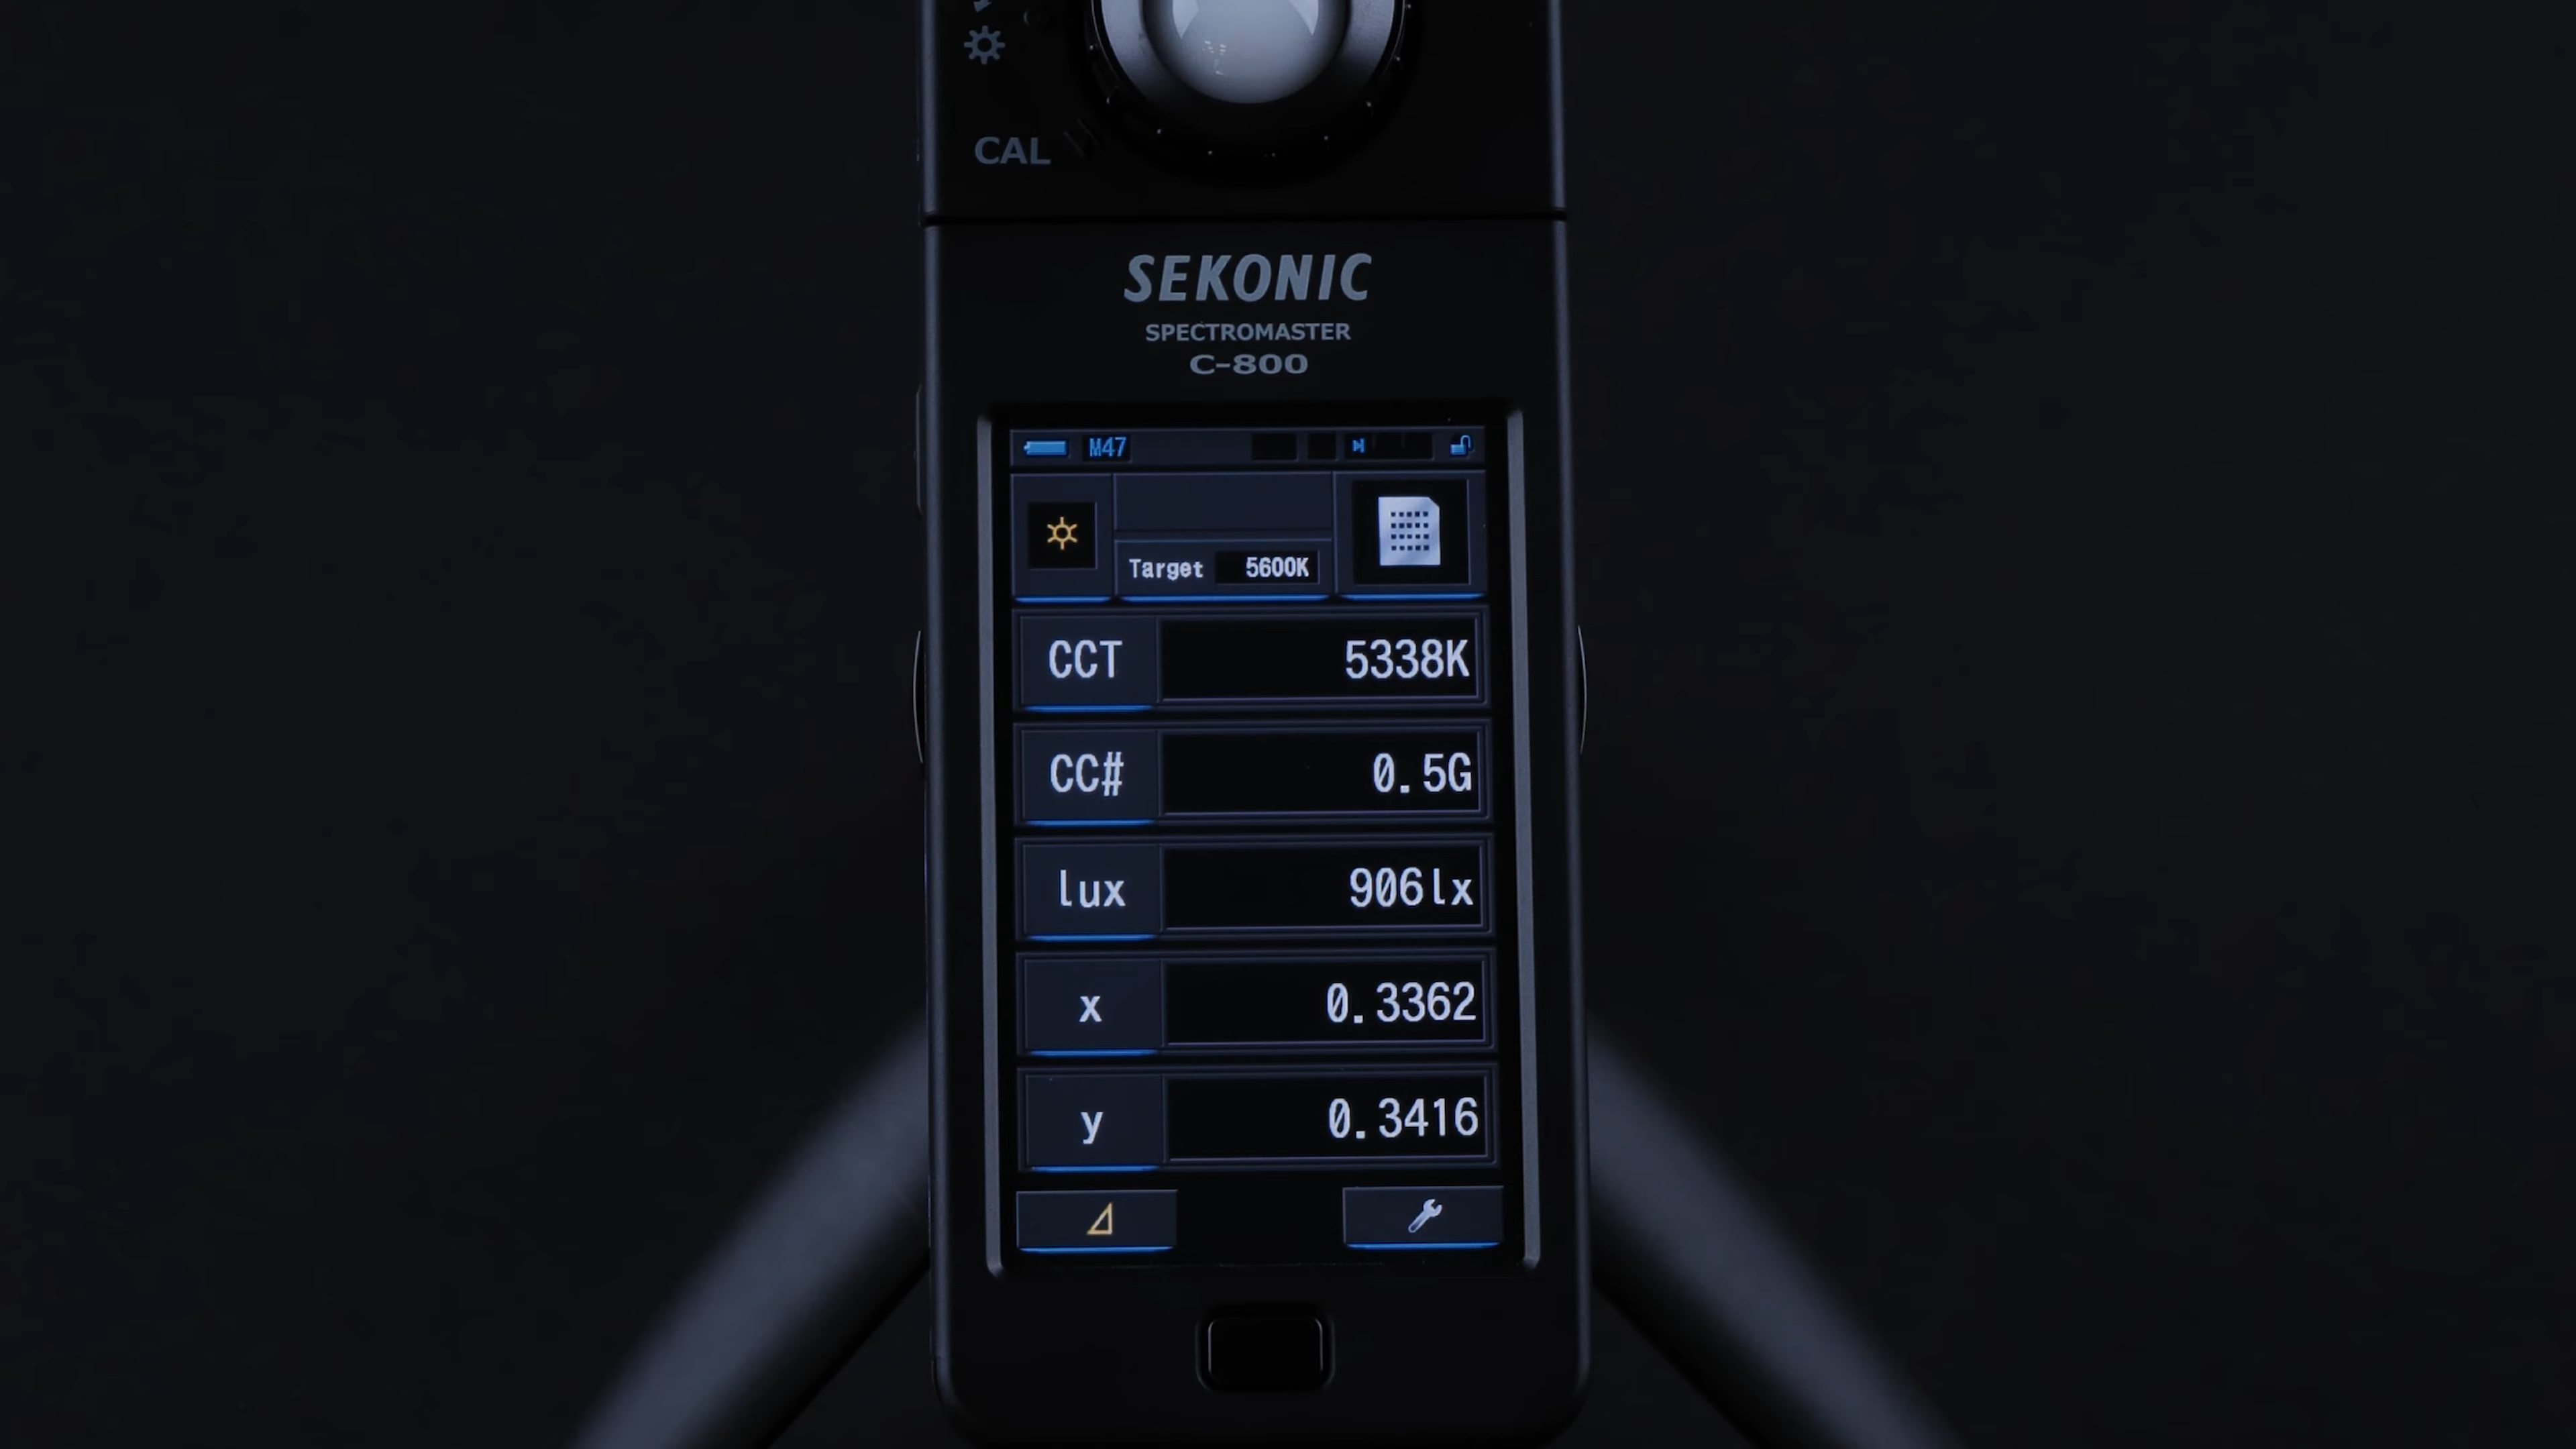 CAL
SEKONIC
SPECTROMASTER
C-800
M47
Target 5600K
CCT 5338K
CC# 0.5G
lux 906lx
x 0.3362
y 0.3416